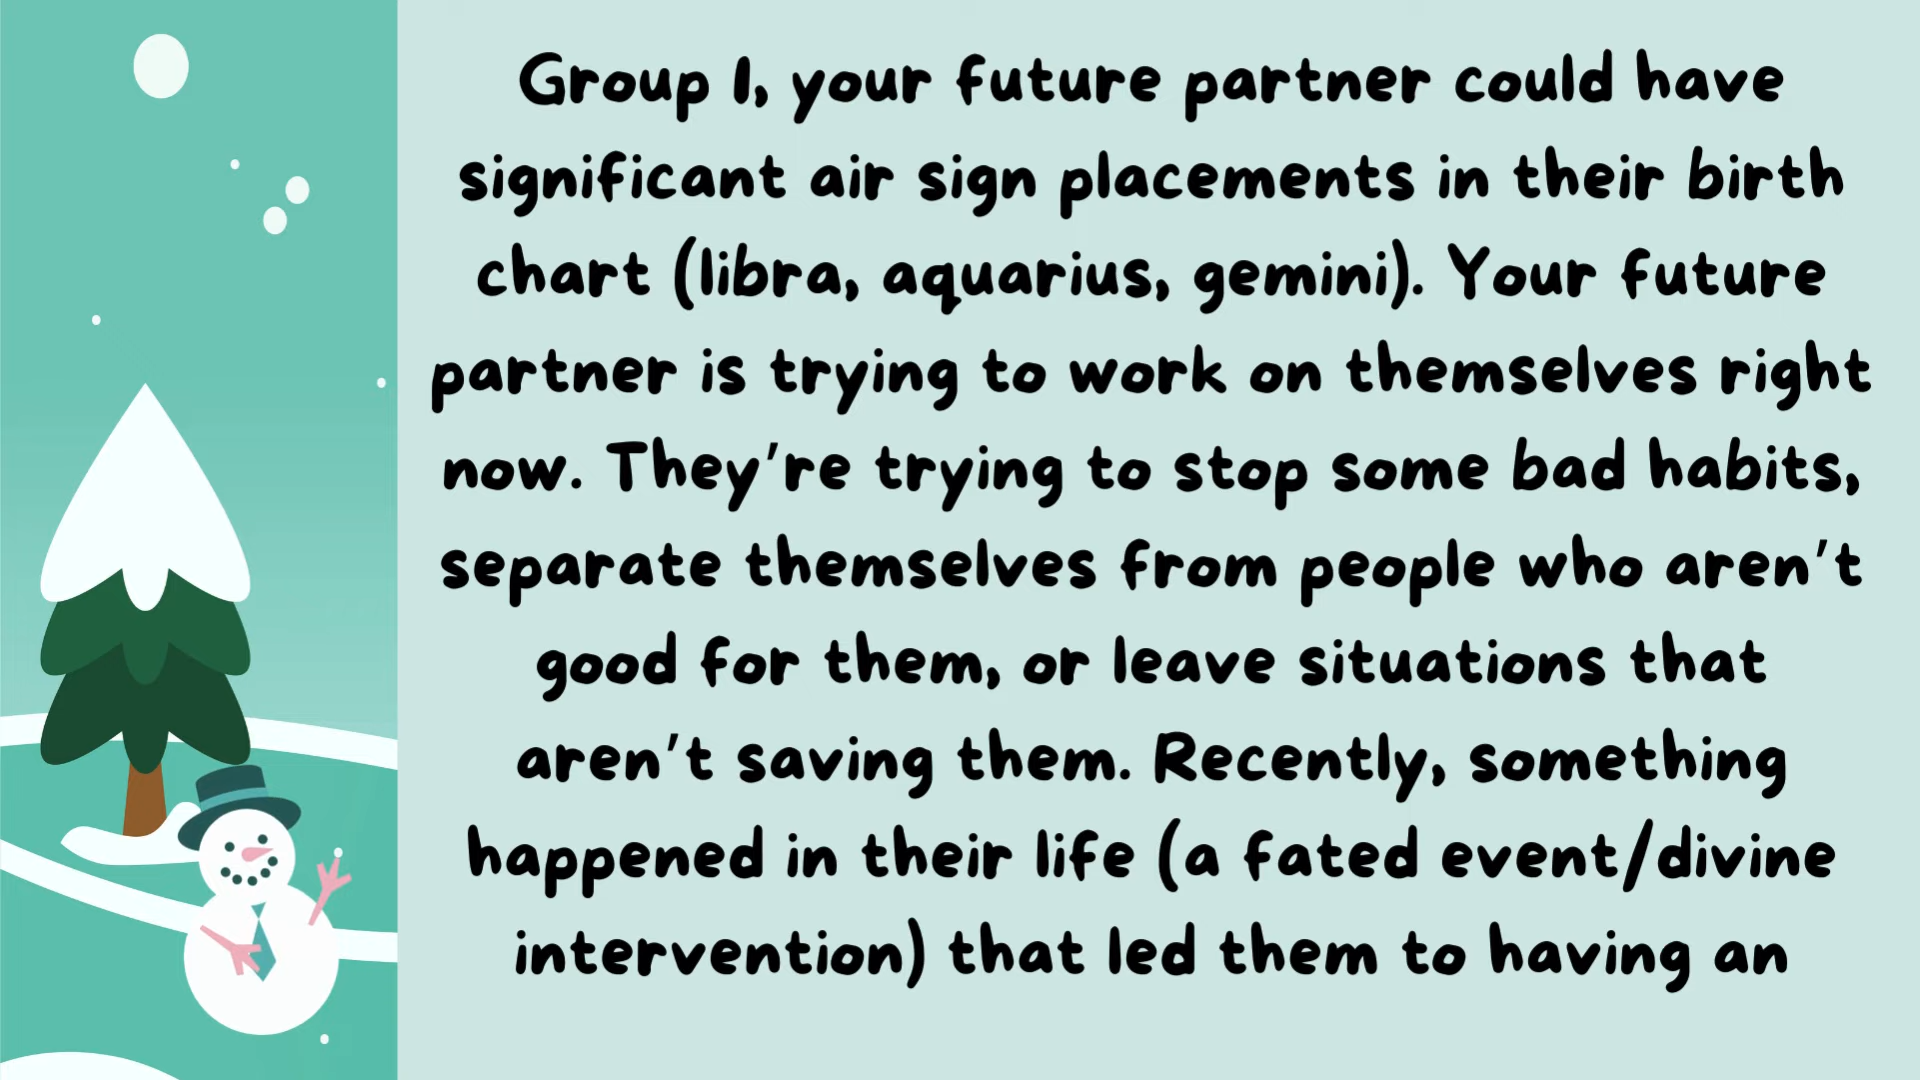 Group 1, your future partner could have
significant air sign placements in their birth
chart (libra, aquarius, gemini). Your future
partner is trying to work on themselves right
now. They're trying to stop some bad habits,
separate themselves from people who aren't
good for them, or leave situations that
aren't saving them. Recently, something
happened in their life (a fated event/divine
intervention) that led them to having an